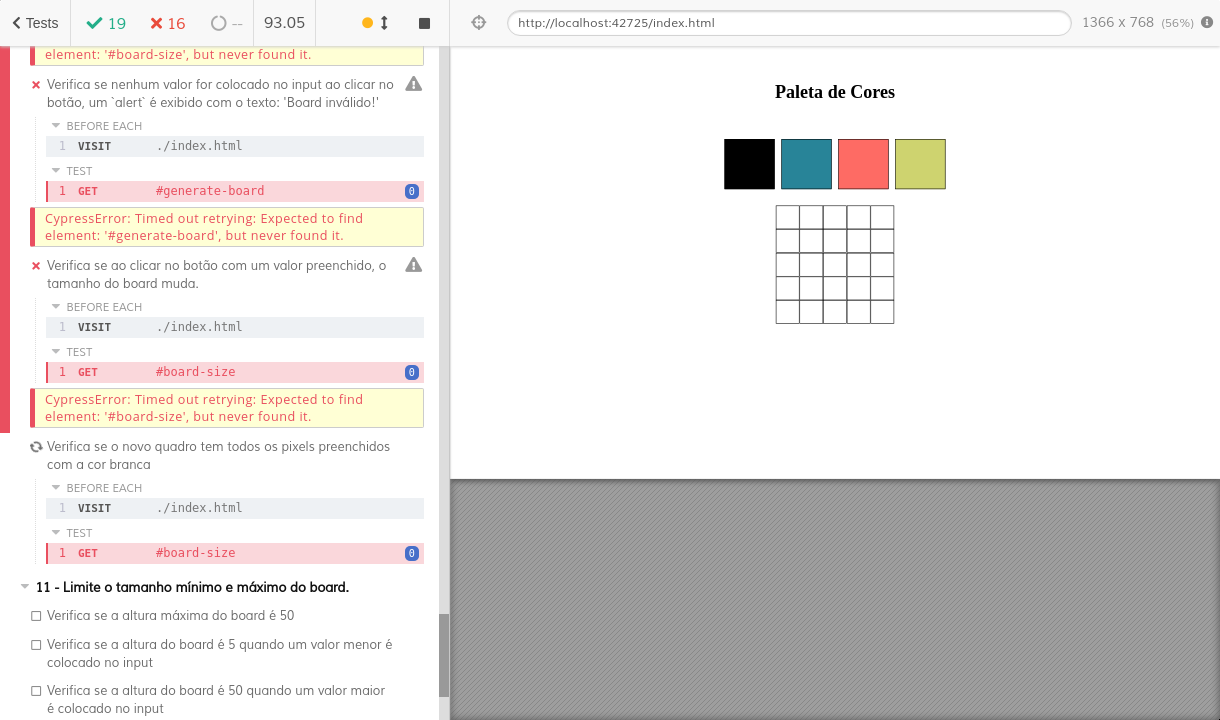 Tests 19 16 -- 93.05 http://localhost:42725/index.html 1366 x 768 (56%)
element: '#board-size', but never found it.
Verifica se nenhum valor for colocado no input ao clicar no
botão, um `alert` é exibido com o texto: 'Board inválido!'
BEFORE EACH
1 VISIT ./index.html
TEST
1 GET #generate-board 0
CypressError: Timed out retrying: Expected to find
element: '#generate-board', but never found it.
Verifica se ao clicar no botão com um valor preenchido, o
tamanho do board muda.
BEFORE EACH
1 VISIT ./index.html
TEST
1 GET #board-size 0
CypressError: Timed out retrying: Expected to find
element: '#board-size', but never found it.
Verifica se o novo quadro tem todos os pixels preenchidos
com a cor branca
BEFORE EACH
1 VISIT ./index.html
TEST
1 GET #board-size 0
11 - Limite o tamanho mínimo e máximo do board.
Verifica se a altura máxima do board é 50
Verifica se a altura do board é 5 quando um valor menor é
colocado no input
Verifica se a altura do board é 50 quando um valor maior
é colocado no input
Paleta de Cores